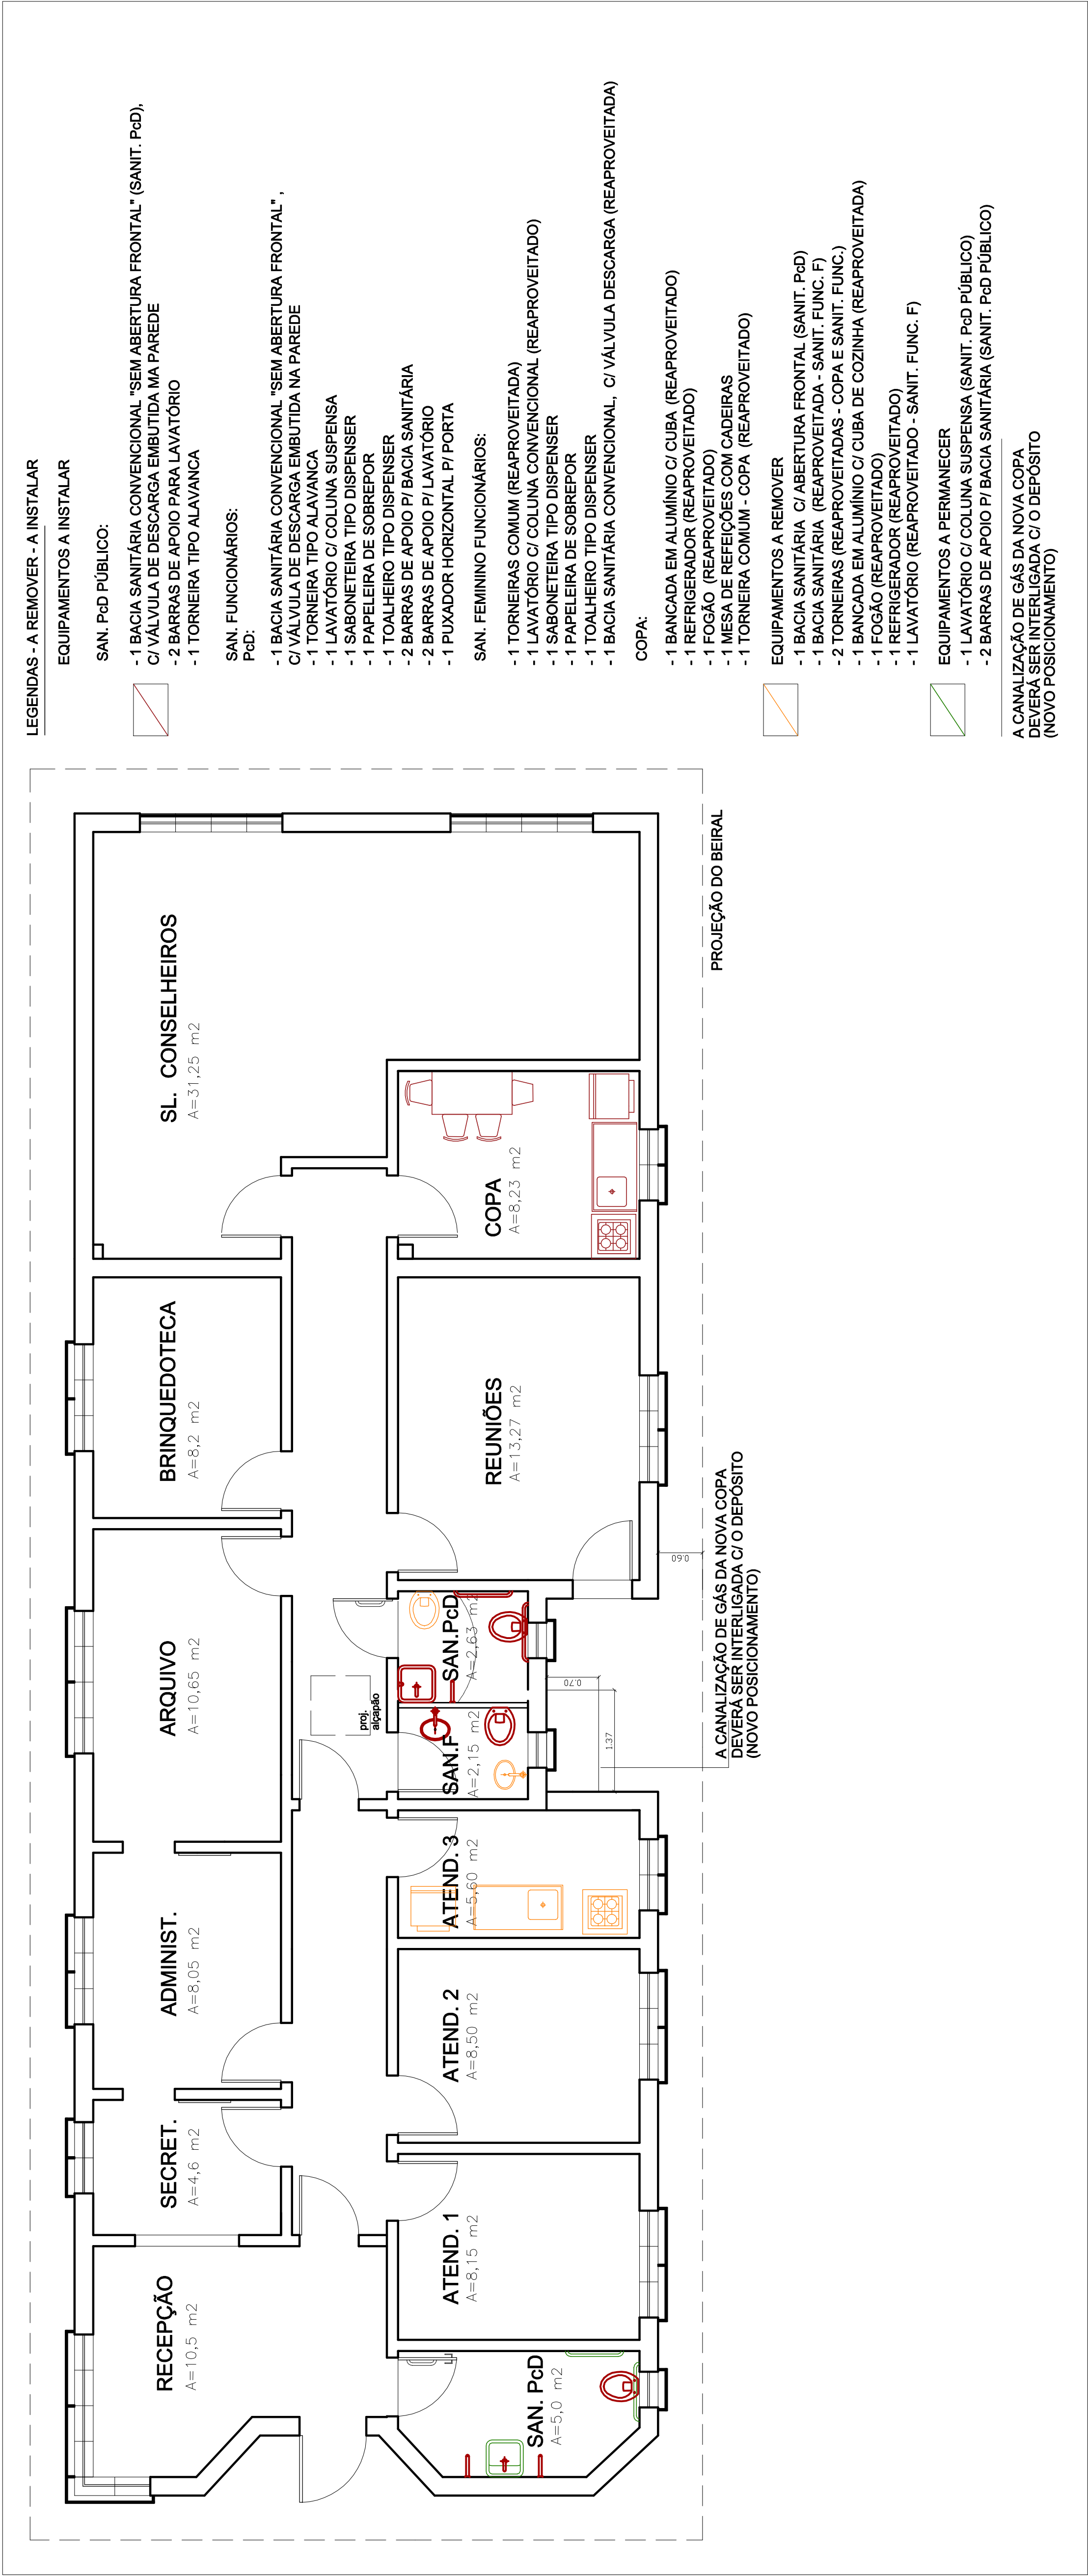 LEGENDAS - A REMOVER - A INSTALAR
EQUIPAMENTOS A INSTALAR
SAN. PcD PÚBLICO:
- 1 BACIA SANITÁRIA CONVENCIONAL "SEM ABERTURA FRONTAL" (SANIT. PcD),
C/ VÁLVULA DE DESCARGA EMBUTIDA MA PAREDE
- 2 BARRAS DE APOIO PARA LAVATÓRIO
- 1 TORNEIRA TIPO ALAVANCA
SAN. FUNCIONÁRIOS:
PcD:
- 1 BACIA SANITÁRIA CONVENCIONAL "SEM ABERTURA FRONTAL" ,
C/ VÁLVULA DE DESCARGA EMBUTIDA NA PAREDE
- 1 TORNEIRA TIPO ALAVANCA
- 1 LAVATÓRIO C/ COLUNA SUSPENSA
- 1 SABONETEIRA TIPO DISPENSER
- 1 PAPELEIRA DE SOBREPOR
- 1 TOALHEIRO TIPO DISPENSER
- 2 BARRAS DE APOIO P/ BACIA SANITÁRIA
- 2 BARRAS DE APOIO P/ LAVATÓRIO
- 1 PUXADOR HORIZONTAL P/ PORTA
SAN. FEMININO FUNCIONÁRIOS:
- 1 TORNEIRAS COMUM (REAPROVEITADA)
- 1 LAVATÓRIO C/ COLUNA CONVENCIONAL (REAPROVEITADO)
- 1 SABONETEIRA TIPO DISPENSER
- 1 PAPELEIRA DE SOBREPOR
- 1 TOALHEIRO TIPO DISPENSER
- 1 BACIA SANITÁRIA CONVENCIONAL, C/ VÁLVULA DESCARGA (REAPROVEITADA)
COPA:
- 1 BANCADA EM ALUMÍNIO C/ CUBA (REAPROVEITADO)
- 1 REFRIGERADOR (REAPROVEITADO)
- 1 FOGÃO (REAPROVEITADO)
- 1 MESA DE REFEIÇÕES COM CADEIRAS
- 1 TORNEIRA COMUM - COPA (REAPROVEITADO)
EQUIPAMENTOS A REMOVER
- 1 BACIA SANITÁRIA C/ ABERTURA FRONTAL (SANIT. PcD)
- 1 BACIA SANITÁRIA (REAPROVEITADA - SANIT. FUNC. F)
- 2 TORNEIRAS (REAPROVEITADAS - COPA E SANIT. FUNC.)
- 1 BANCADA EM ALUMÍNIO C/ CUBA DE COZINHA (REAPROVEITADA)
- 1 FOGÃO (REAPROVEITADO)
- 1 REFRIGERADOR (REAPROVEITADO)
- 1 LAVATÓRIO (REAPROVEITADO - SANIT. FUNC. F)
EQUIPAMENTOS A PERMANECER
- 1 LAVATÓRIO C/ COLUNA SUSPENSA (SANIT. PcD PÚBLICO)
- 2 BARRAS DE APOIO P/ BACIA SANITÁRIA (SANIT. PcD PÚBLICO)
A CANALIZAÇÃO DE GÁS DA NOVA COPA
DEVERÁ SER INTERLIGADA C/ O DEPÓSITO
(NOVO POSICIONAMENTO)
RECEPÇÃO
A=10,5 m2
SECRET.
A=4,6 m2
ADMINIST.
A=8,05 m2
ARQUIVO
A=10,65 m2
BRINQUEDOTECA
A=8,2 m2
SL. CONSELHEIROS
A=31,25 m2
proj.
alçapão
SAN. PcD
A=5,0 m2
ATEND. 1
A=8,15 m2
ATEND. 2
A=8,50 m2
ATEND. 3
A=5,60 m2
SAN.F
A=2,15 m2
SAN.PcD
A=2,63 m2
REUNIÕES
A=13,27 m2
COPA
A=8,23 m2
0.70
1.37
0.60
PROJEÇÃO DO BEIRAL
A CANALIZAÇÃO DE GÁS DA NOVA COPA
DEVERÁ SER INTERLIGADA C/ O DEPÓSITO
(NOVO POSICIONAMENTO)